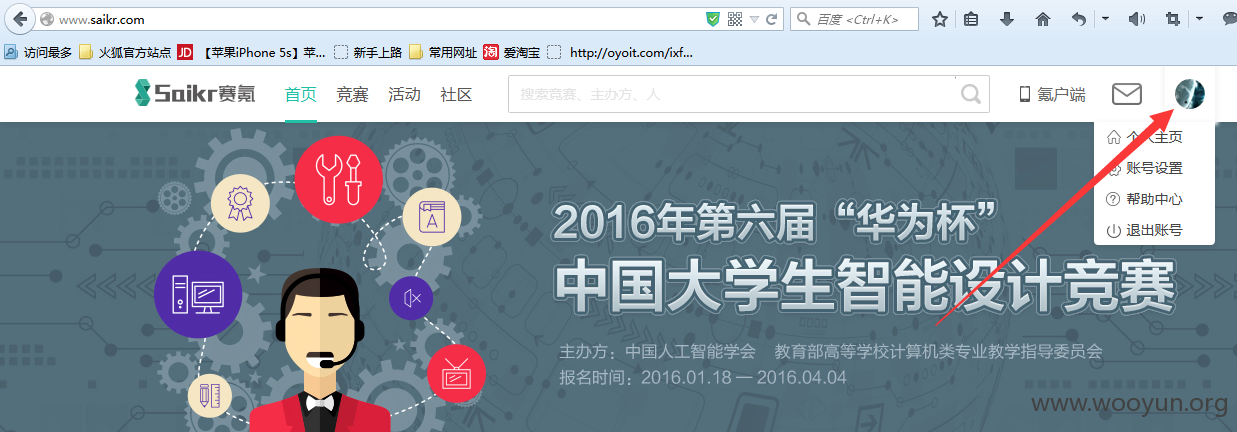 www.saikr.com
百度 <Ctrl+K>
访问最多 火狐官方站点 JD 【苹果iPhone 5s】苹... 新手上路 常用网址 淘 爱淘宝 http://oyoit.com/ixf...
Saikr赛氪 首页 竞赛 活动 社区 搜索竞赛、主办方、人 氪户端
个人主页
账号设置
帮助中心
退出账号
A
2016年第六届“华为杯”
中国大学生智能设计竞赛
主办方：中国人工智能学会 教育部高等学校计算机类专业教学指导委员会
报名时间：2016.01.18 — 2016.04.04
www.wooyun.org